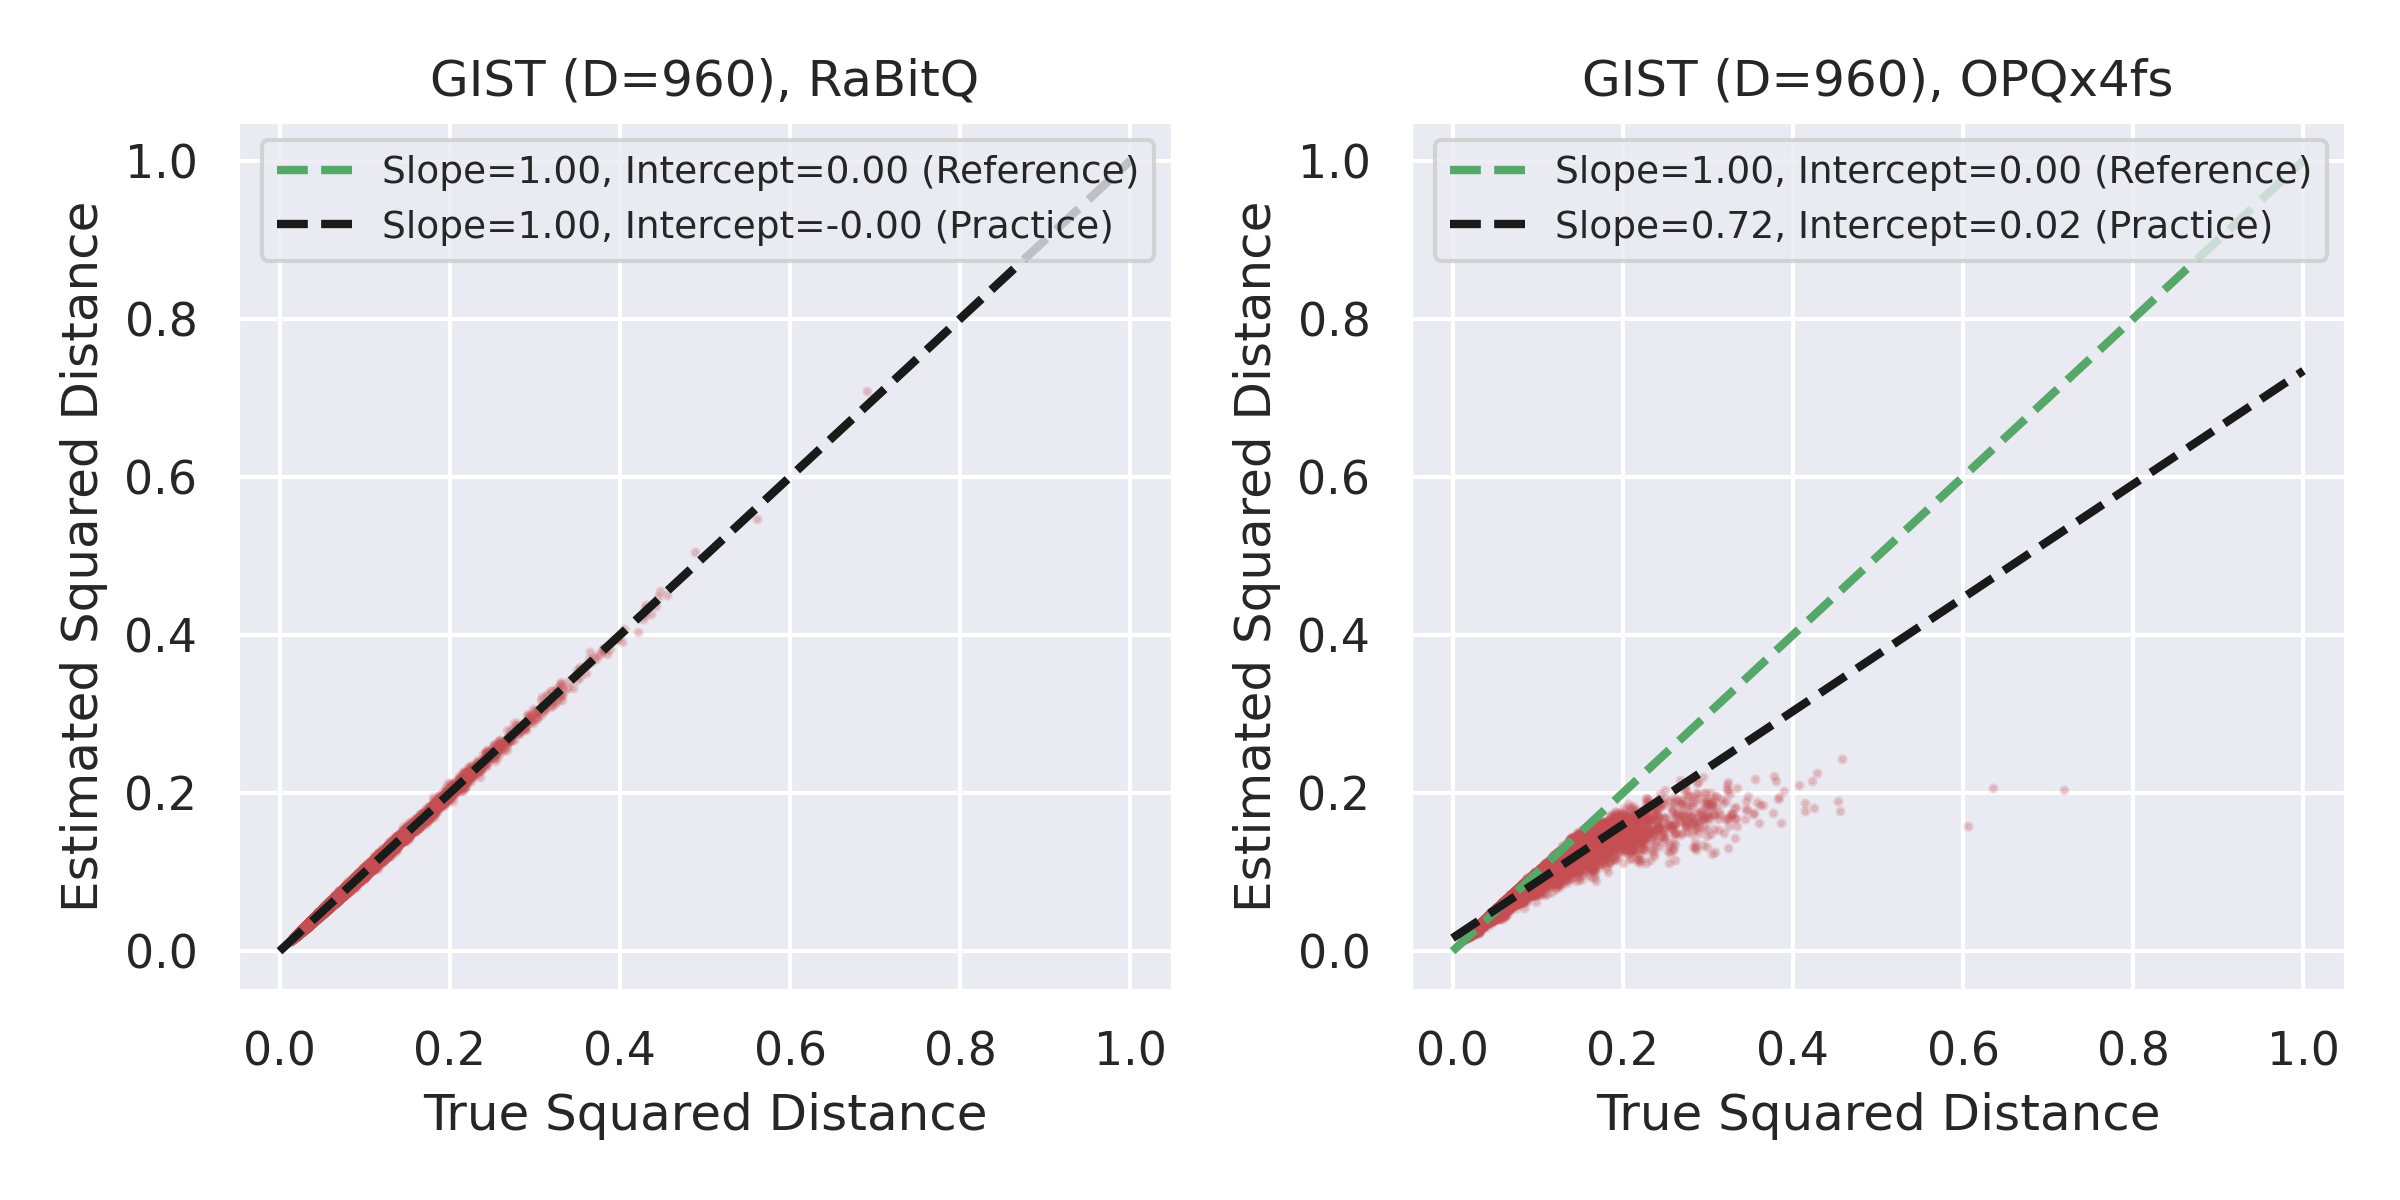 GIST (D=960), RaBitQ
Slope=1.00, Intercept=0.00 (Reference)
Slope=1.00, Intercept=-0.00 (Practice)
Estimated Squared Distance
1.0
0.8
0.6
0.4
0.2
0.0
0.0 0.2 0.4 0.6 0.8 1.0
True Squared Distance
GIST (D=960), OPQx4fs
Slope=1.00, Intercept=0.00 (Reference)
Slope=0.72, Intercept=0.02 (Practice)
Estimated Squared Distance
1.0
0.8
0.6
0.4
0.2
0.0
0.0 0.2 0.4 0.6 0.8 1.0
True Squared Distance